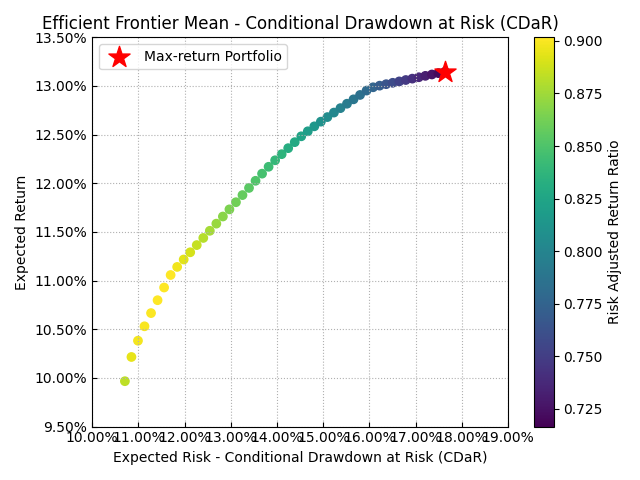 Efficient Frontier Mean - Conditional Drawdown at Risk (CDaR)
Max-return Portfolio
13.50%
13.00%
12.50%
12.00%
11.50%
11.00%
10.50%
10.00%
9.50%
Expected Return
10.00% 11.00% 12.00% 13.00% 14.00% 15.00% 16.00% 17.00% 18.00% 19.00%
Expected Risk - Conditional Drawdown at Risk (CDaR)
0.900
0.875
0.850
0.825
0.800
0.775
0.750
0.725
Risk Adjusted Return Ratio